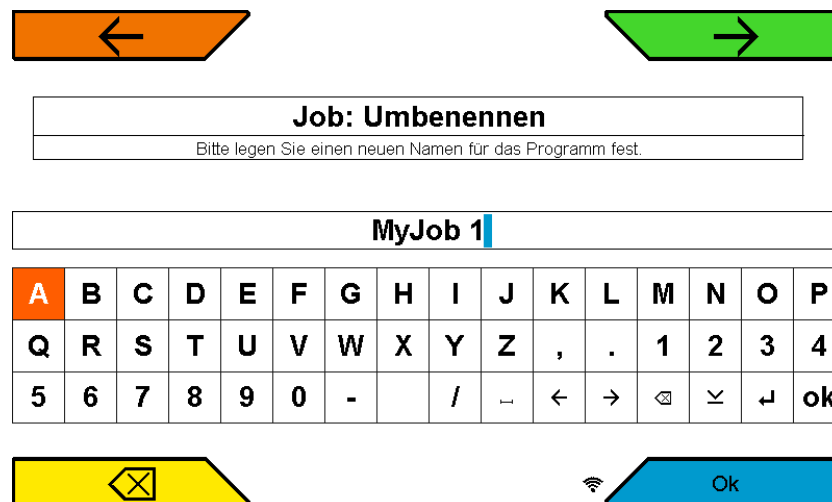 Job: Umbenennen
Bitte legen Sie einen neuen Namen für das Programm fest.
MyJob 1
A B C D E F G H I J K L M N O P
Q R S T U V W X Y Z , . 1 2 3 4
5 6 7 8 9 0 - / ⎵ ← → ⌫ ↵ ok
Ok